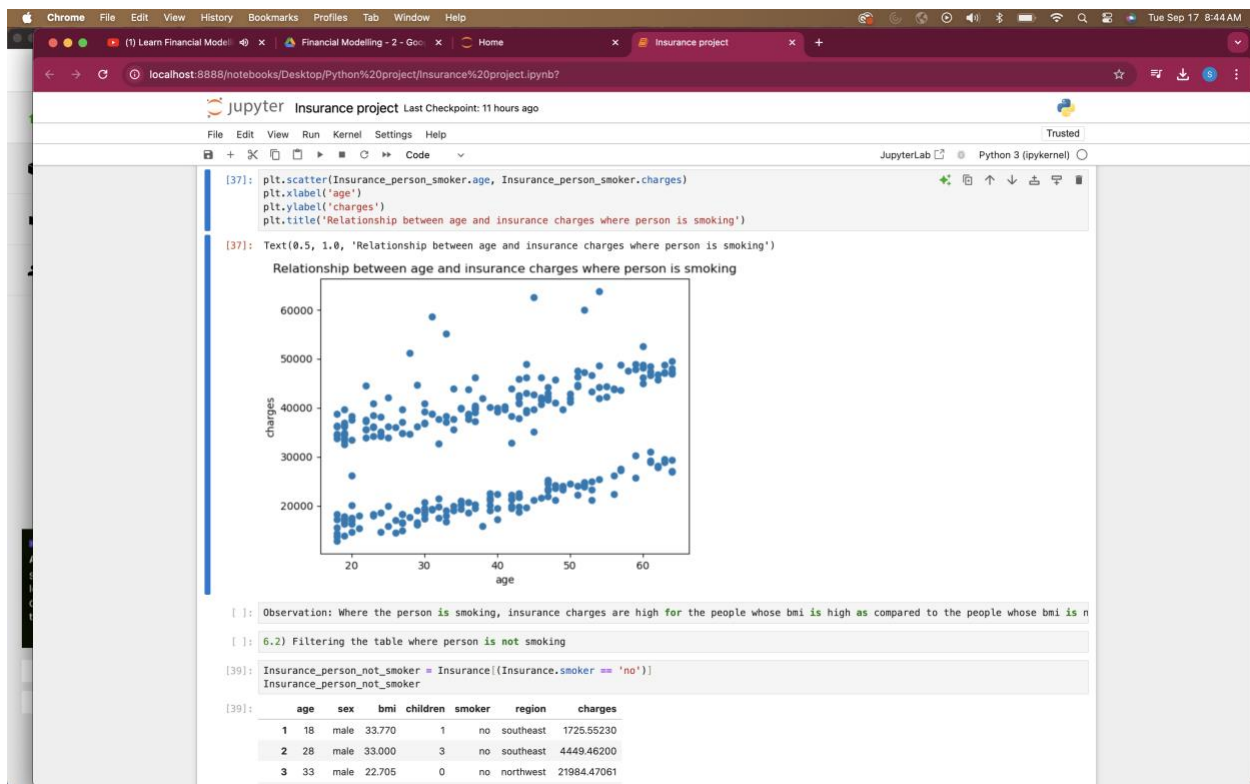 Chrome File Edit View History Bookmarks Profiles Tab Window Help Tue Sep 17 8:44 AM
(1) Learn Financial Modell Financial Modelling - 2 - Goo Home Insurance project
localhost:8888/notebooks/Desktop/Python%20project/Insurance%20project.ipynb? S
jupyter Insurance project Last Checkpoint: 11 hours ago
File Edit View Run Kernel Settings Help Trusted
Code JupyterLab Python 3 (ipykernel)
[37]: plt.scatter(Insurance_person_smoker.age, Insurance_person_smoker.charges)
plt.xlabel('age')
plt.ylabel('charges')
plt.title('Relationship between age and insurance charges where person is smoking')
[37]: Text(0.5, 1.0, 'Relationship between age and insurance charges where person is smoking')
Relationship between age and insurance charges where person is smoking
60000
50000
40000
charges
30000
20000
20 30 40 50 60
age
[ ]: Observation: Where the person is smoking, insurance charges are high for the people whose bmi is high as compared to the people whose bmi is n
[ ]: 6.2) Filtering the table where person is not smoking
[39]: Insurance_person_not_smoker = Insurance[(Insurance.smoker == 'no')]
Insurance_person_not_smoker
[39]: age sex bmi children smoker region charges
1 18 male 33.770 1 no southeast 1725.55230
2 28 male 33.000 3 no southeast 4449.46200
3 33 male 22.705 0 no northwest 21984.47061